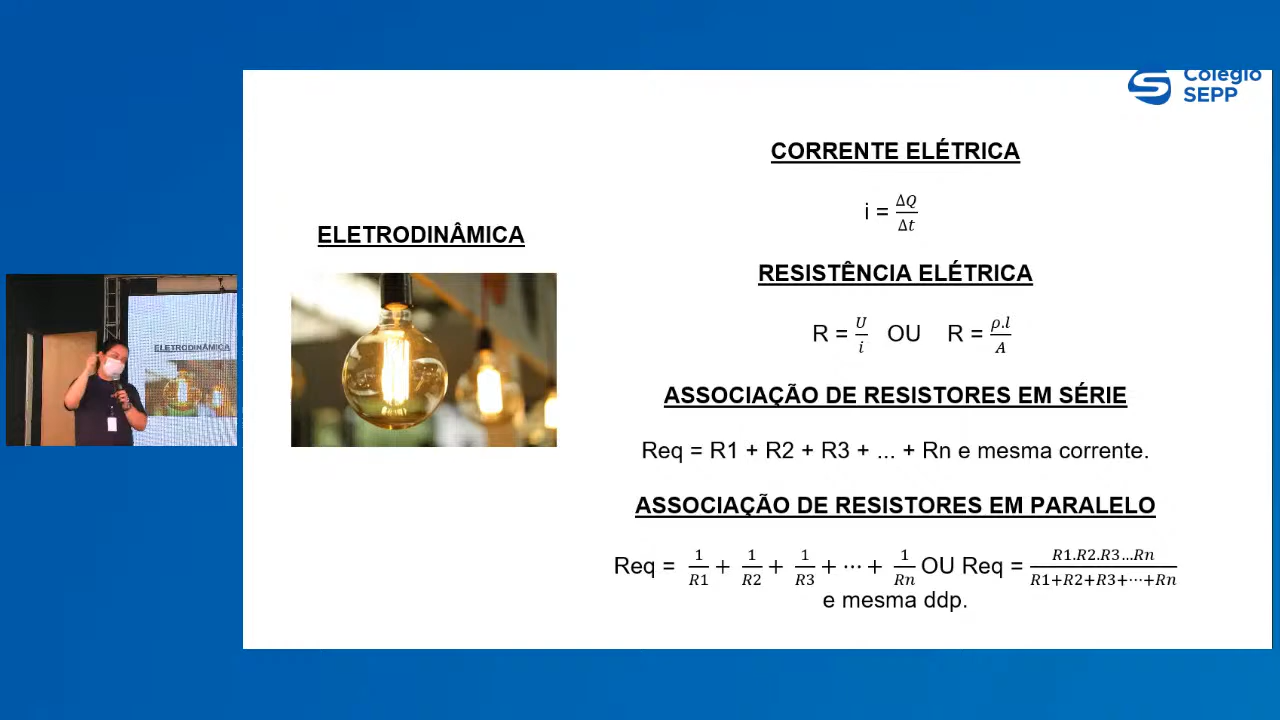 Colégio
SEPP
CORRENTE ELÉTRICA
i = ΔQ/Δt
ELETRODINÂMICA
RESISTÊNCIA ELÉTRICA
R = U/i OU R = ρ.l/A
ELETRODINÂMICA
ASSOCIAÇÃO DE RESISTORES EM SÉRIE
Req = R1 + R2 + R3 + ... + Rn e mesma corrente.
ASSOCIAÇÃO DE RESISTORES EM PARALELO
Req = 1/R1 + 1/R2 + 1/R3 + ⋯ + 1/Rn OU Req = R1.R2.R3…Rn/R1+R2+R3+⋯+Rn
e mesma ddp.